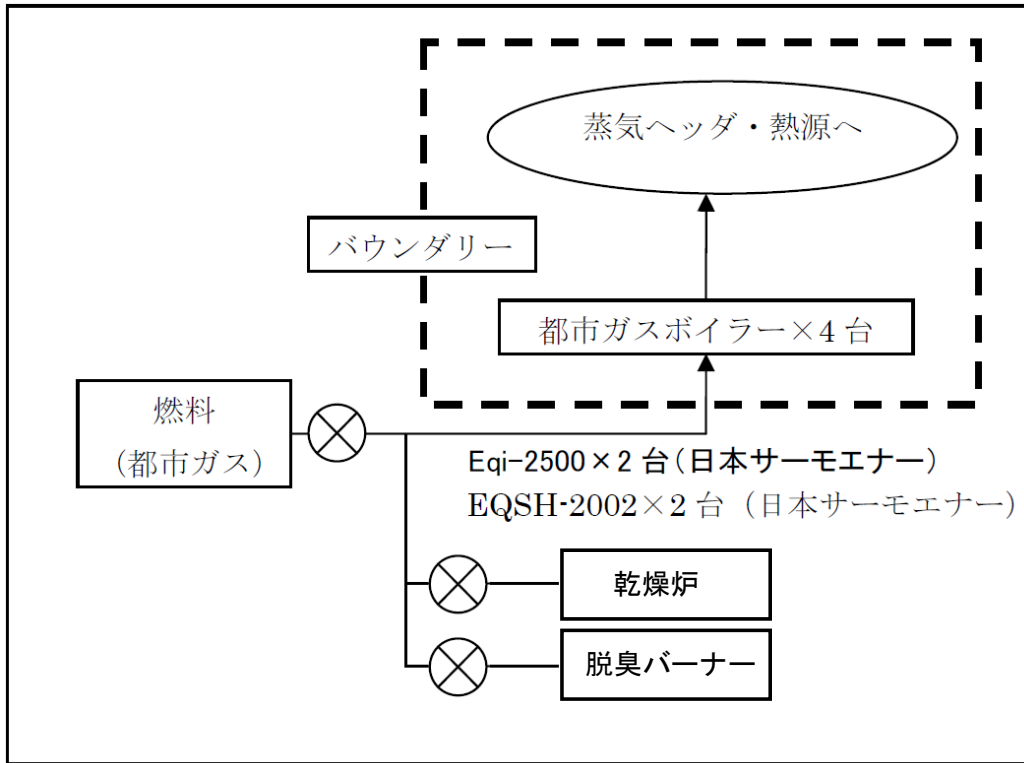 蒸気ヘッダ・熱源へ
バウンダリー
都市ガスボイラー×4 台
燃料
（都市ガス）
Eqi−2500×2 台（日本サーモエナー）
EQSH-2002×2 台（日本サーモエナー）
乾燥炉
脱臭バーナー